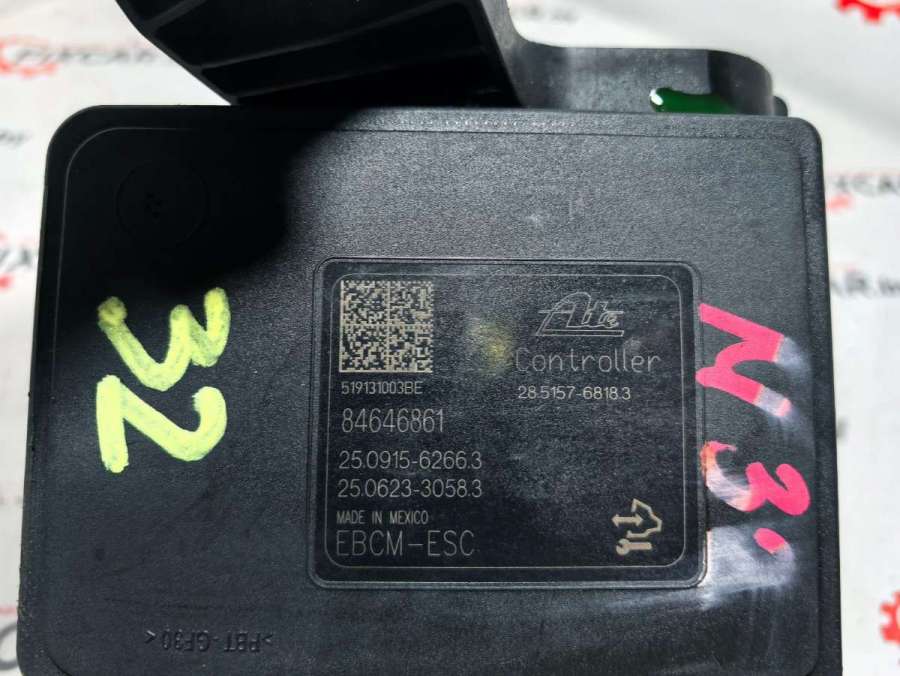 Ate
Controller
519131003BE
28.5157-6818.3
84646861
25.0915-6266.3
25.0623-3058.3
MADE IN MEXICO
EBCM-ESC
32
N3.
>PBT-GF30<